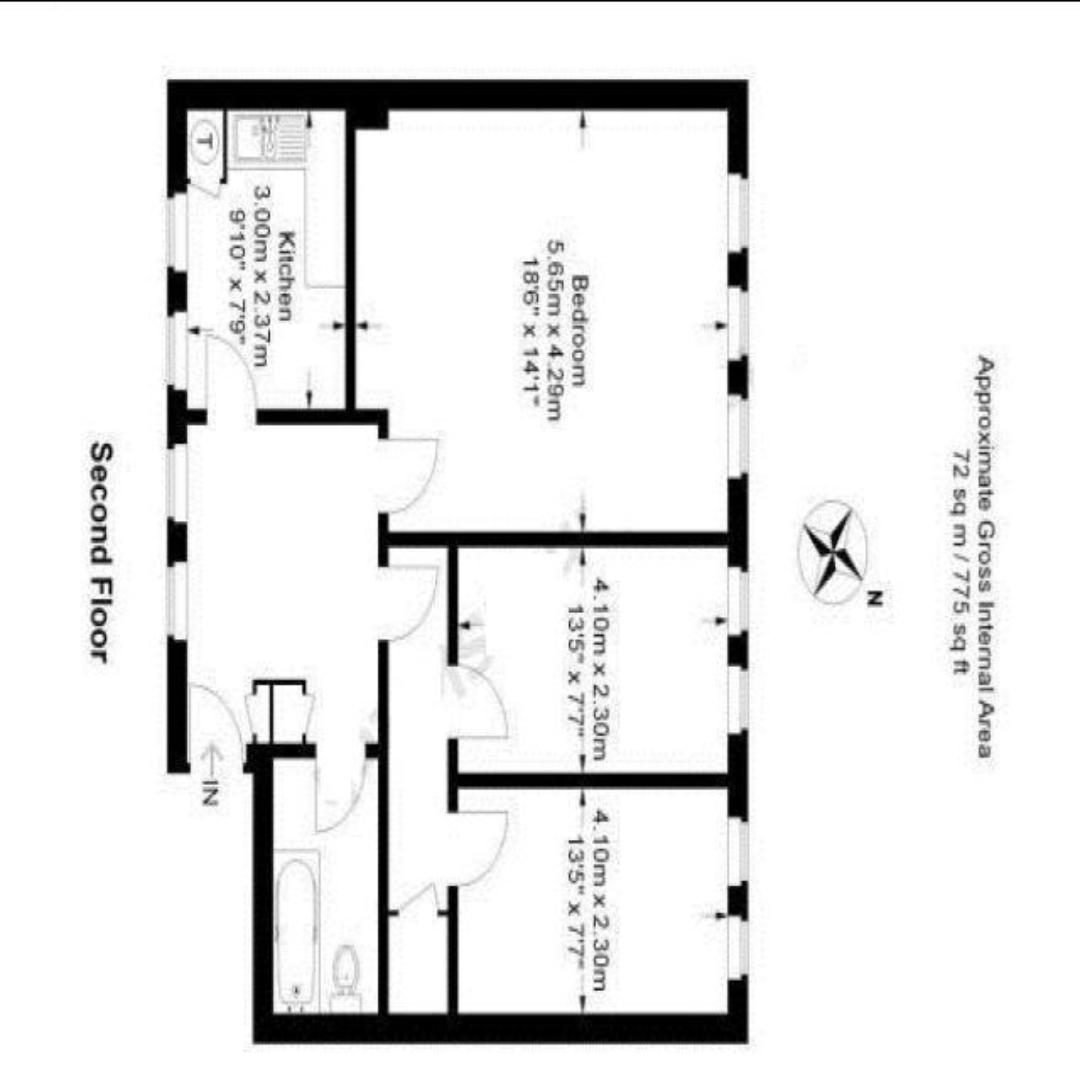 Approximate Gross Internal Area
72 sq m / 775 sq ft
N
T
Kitchen
3.00m x 2.37m
9'10" x 7'9"
Bedroom
5.65m x 4.29m
18'6" x 14'1"
4.10m x 2.30m
13'5" x 7'7"
4.10m x 2.30m
13'5" x 7'7"
IN
Second Floor